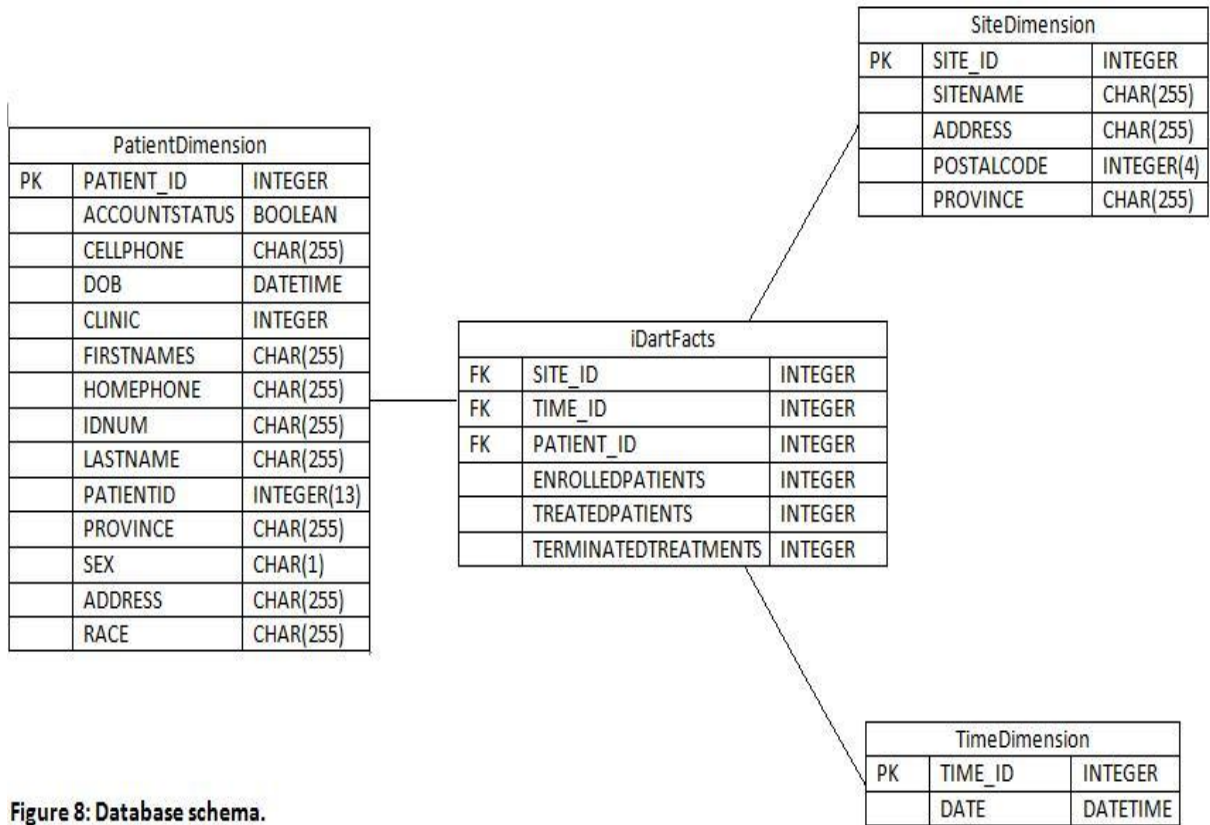 SiteDimension
PK SITE_ID INTEGER
SITENAME CHAR(255)
ADDRESS CHAR(255)
POSTALCODE INTEGER(4)
PROVINCE CHAR(255)
PatientDimension
PK PATIENT_ID INTEGER
ACCOUNTSTATUS BOOLEAN
CELLPHONE CHAR(255)
DOB DATETIME
CLINIC INTEGER
FIRSTNAMES CHAR(255)
HOMEPHONE CHAR(255)
IDNUM CHAR(255)
LASTNAME CHAR(255)
PATIENTID INTEGER(13)
PROVINCE CHAR(255)
SEX CHAR(1)
ADDRESS CHAR(255)
RACE CHAR(255)
iDartFacts
FK SITE_ID INTEGER
FK TIME_ID INTEGER
FK PATIENT_ID INTEGER
ENROLLEDPATIENTS INTEGER
TREATEDPATIENTS INTEGER
TERMINATEDTREATMENTS INTEGER
TimeDimension
PK TIME_ID INTEGER
DATE DATETIME
Figure 8: Database schema.